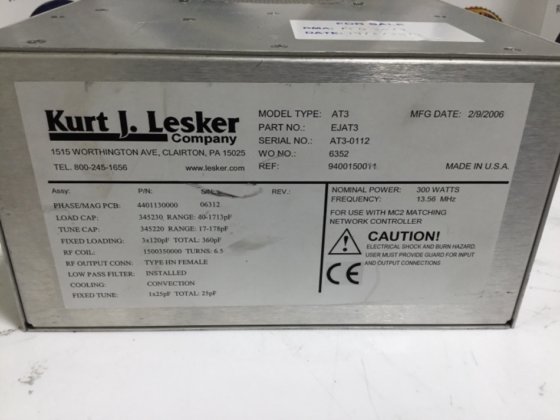 FOR SALE
Kurt J. Lesker
Company
1515 WORTHINGTON AVE, CLAIRTON, PA 15025
TEL. 800-245-1656 www.lesker.com
MODEL TYPE: AT3 MFG DATE: 2/9/2006
PART NO.: EJAT3
SERIAL NO.: AT3-0112
WO NO.: 6352
REF: 9400150011 MADE IN U.S.A.
Assy: P/N: S/N: REV.:
PHASE/MAG PCB: 4401130000 06312
LOAD CAP: 345230, RANGE: 40-1713pF
TUNE CAP: 345220 RANGE: 17-178pF
FIXED LOADING: 3x120pF TOTAL: 360pF
RF COIL: 1500350000 TURNS: 6.5
RF OUTPUT CONN: TYPE-HN FEMALE
LOW PASS FILTER: INSTALLED
COOLING: CONVECTION
FIXED TUNE: 1x25pF TOTAL: 25pF
NOMINAL POWER: 300 WATTS
FREQUENCY: 13.56 MHz
FOR USE WITH MC2 MATCHING
NETWORK CONTROLLER
CAUTION!
ELECTRICAL SHOCK AND BURN HAZARD.
USER MUST PROVIDE GUARD FOR INPUT
AND OUTPUT CONNECTIONS.
CE